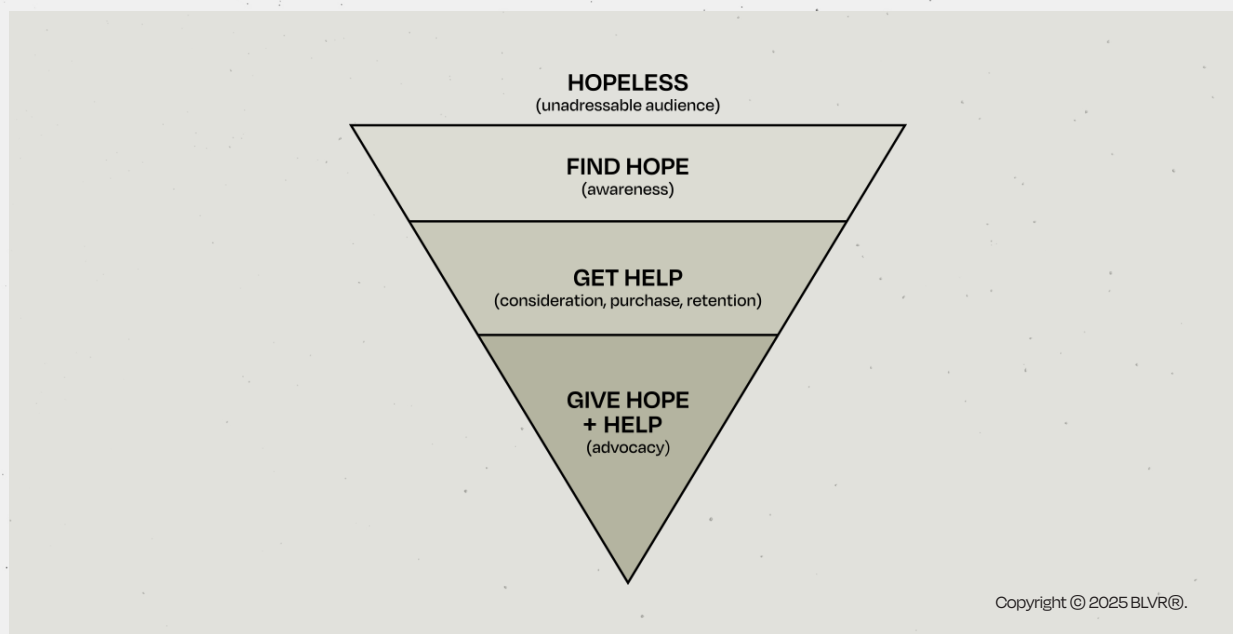 HOPELESS
(unadressable audience)
FIND HOPE
(awareness)
GET HELP
(consideration, purchase, retention)
GIVE HOPE
+ HELP
(advocacy)
Copyright © 2025 BLVR®.